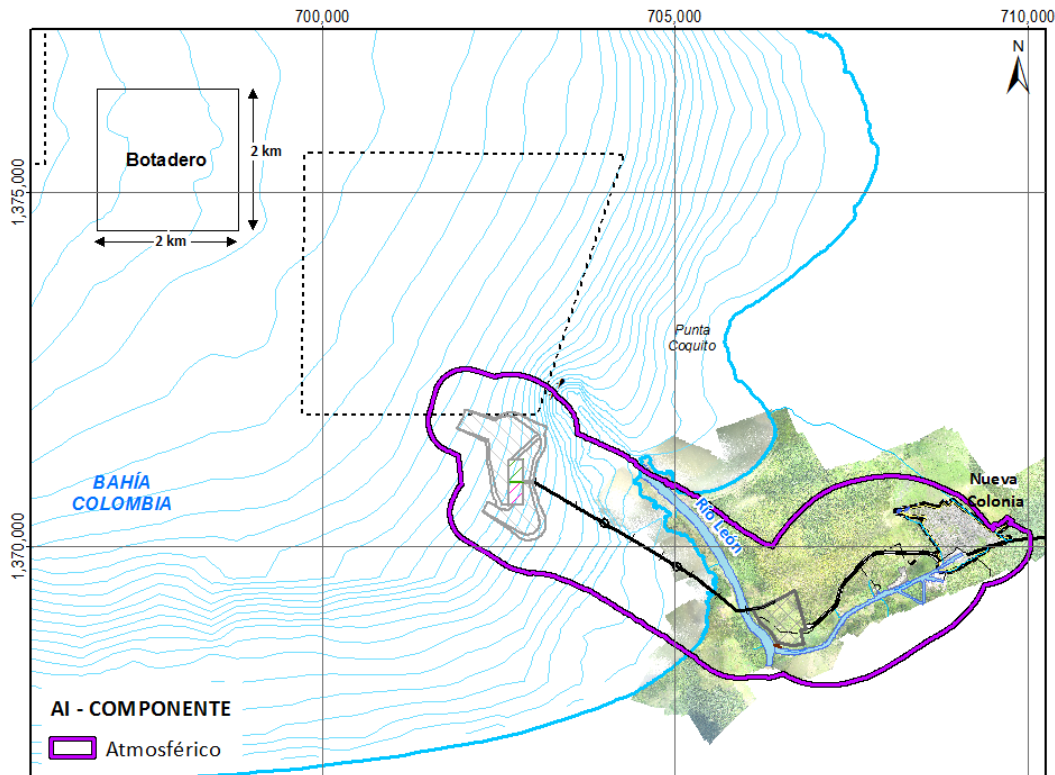 700,000
705,000
710,000
N
Botadero
2 km
2 km
1,375,000
Punta
Coquito
BAHÍA
COLOMBIA
Nueva
Colonia
Río León
1,370,000
AI - COMPONENTE
Atmosférico